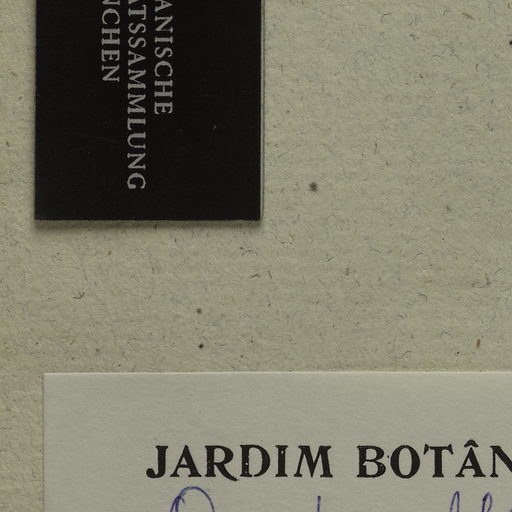 ANISCHE
ATSSAMMLUNG
NCHEN
JARDIM BOTÂN